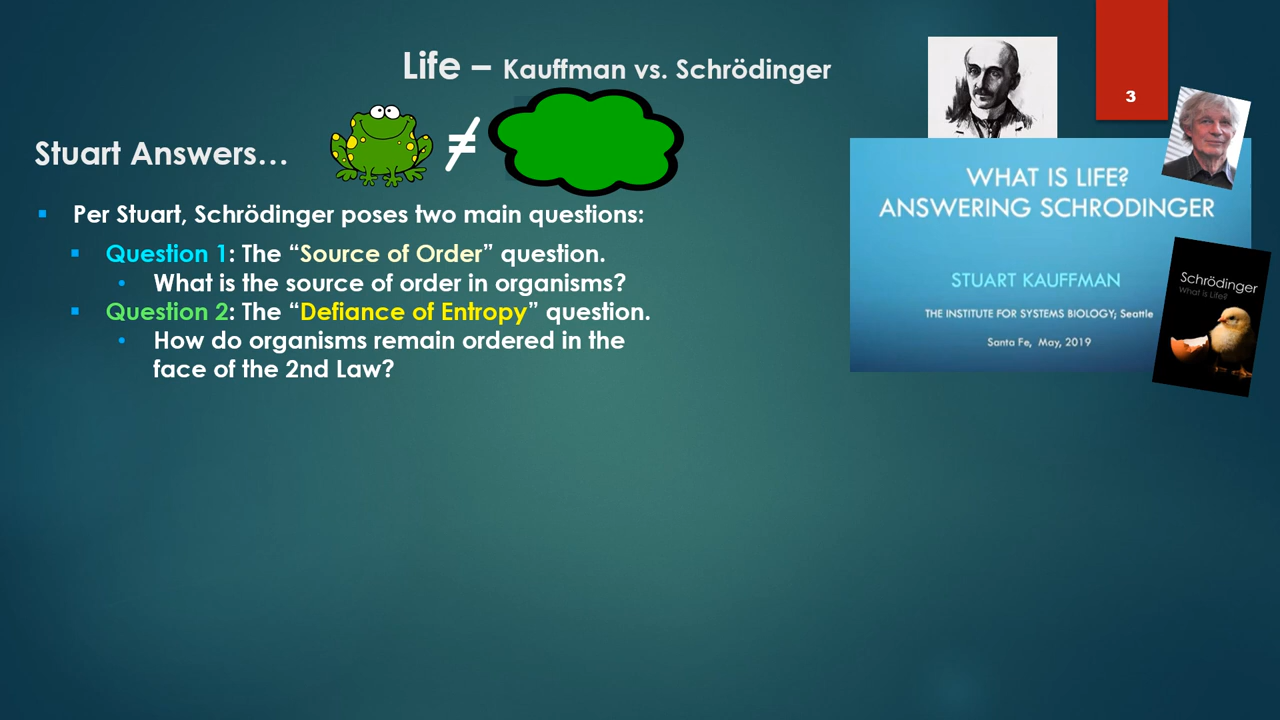 Life – Kauffman vs. Schrödinger
3
Stuart Answers…
≠
Per Stuart, Schrödinger poses two main questions:
Question 1: The “Source of Order” question.
What is the source of order in organisms?
Question 2: The “Defiance of Entropy” question.
How do organisms remain ordered in the
face of the 2nd Law?
WHAT IS LIFE?
ANSWERING SCHRODINGER
STUART KAUFFMAN
THE INSTITUTE FOR SYSTEMS BIOLOGY; Seattle
Santa Fe, May, 2019
Schrödinger
What is Life?